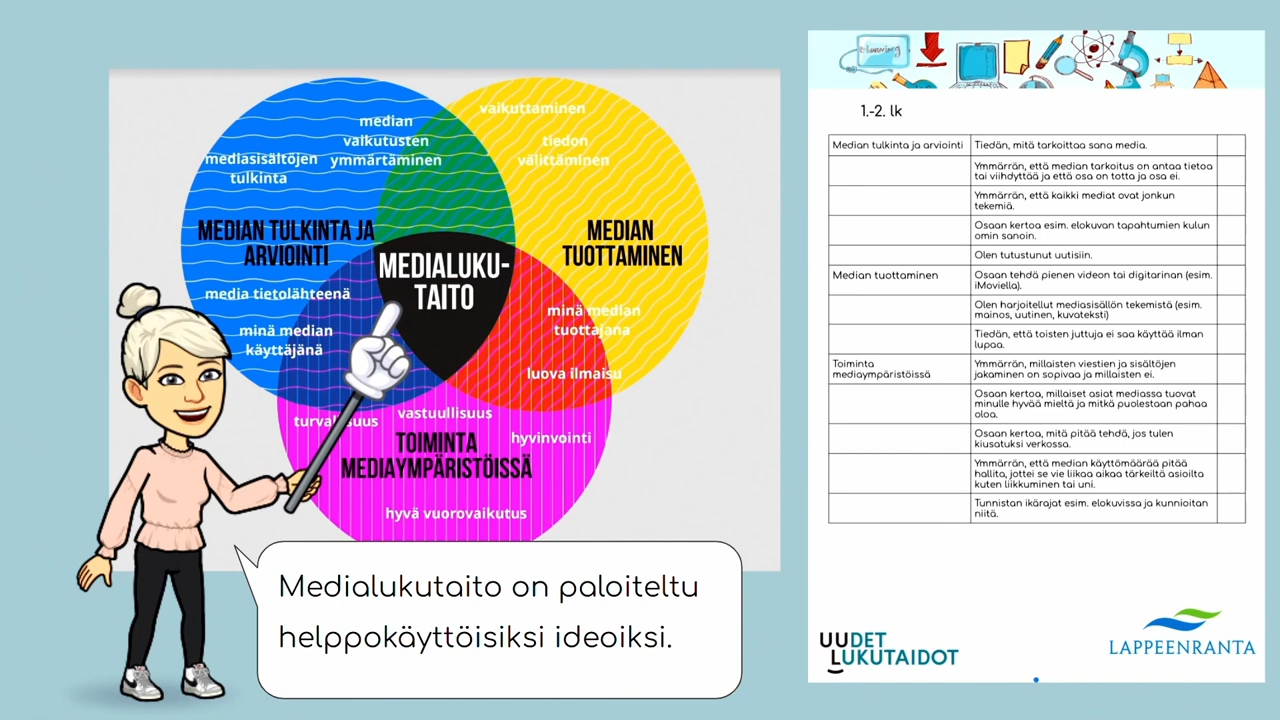 median
vaikutusten
ymmärtäminen
mediasisältöjen
tulkinta
MEDIAN TULKINTA JA
ARVIOINTI
media tietolähteenä
minä median
käyttäjänä
vaikuttaminen
tiedon
välittäminen
MEDIAN
TUOTTAMINEN
minä median
tuottajana
luova ilmaisu
MEDIALUKU-
TAITO
turvallisuus
vastuullisuus
hyvinvointi
TOIMINTA
MEDIAYMPÄRISTÖISSÄ
hyvä vuorovaikutus
Medialukutaito on paloiteltu
helppokäyttöisiksi ideoiksi.
elearning
1.-2. lk
Median tulkinta ja arviointi
Tiedän, mitä tarkoittaa sana media.
Ymmärrän, että median tarkoitus on antaa tietoa
tai viihdyttää ja että osa on totta ja osa ei.
Ymmärrän, että kaikki mediat ovat jonkun
tekemiä.
Osaan kertoa esim. elokuvan tapahtumien kulun
omin sanoin.
Olen tutustunut uutisiin.
Median tuottaminen
Osaan tehdä pienen videon tai digitarinan (esim.
iMoviella).
Olen harjoitellut mediasisällön tekemistä (esim.
mainos, uutinen, kuvateksti)
Tiedän, että toisten juttuja ei saa käyttää ilman
lupaa.
Toiminta
mediaympäristöissä
Ymmärrän, millaisten viestien ja sisältöjen
jakaminen on sopivaa ja millaisten ei.
Osaan kertoa, millaiset asiat mediassa tuovat
minulle hyvää mieltä ja mitkä puolestaan pahaa
oloa.
Osaan kertoa, mitä pitää tehdä, jos tulen
kiusatuksi verkossa.
Ymmärrän, että median käyttömäärää pitää
hallita, jottei se vie liikaa aikaa tärkeiltä asioilta
kuten liikkuminen tai uni.
Tunnistan ikärajat esim. elokuvissa ja kunnioitan
niitä.
UUDET
LUKUTAIDOT
LAPPEENRANTA